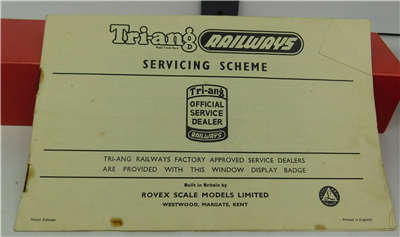 Tri-ang RAILWAYS
SERVICING SCHEME
Tri-ang
OFFICIAL
SERVICE
DEALER
RAILWAYS
TRI-ANG RAILWAYS FACTORY APPROVED SERVICE DEALERS
ARE PROVIDED WITH THIS WINDOW DISPLAY BADGE
Built in Britain by
ROVEX SCALE MODELS LIMITED
WESTWOOD, MARGATE, KENT
Printed in England